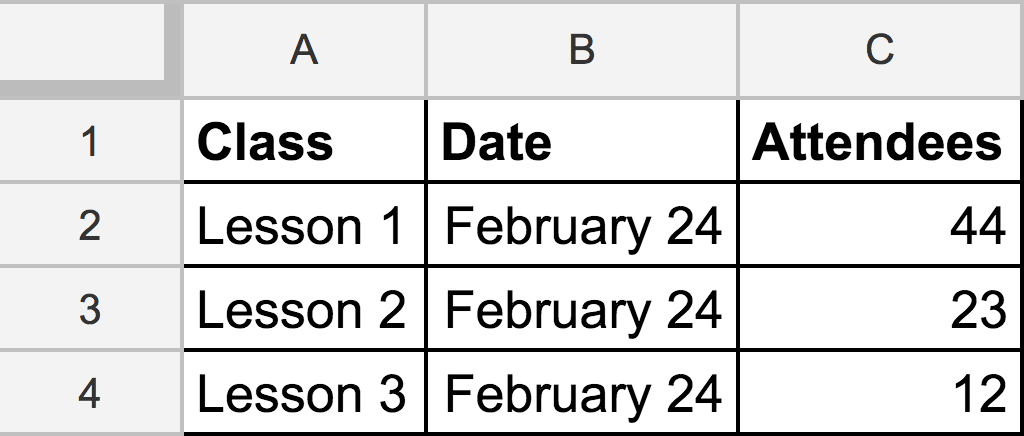 A B C
1 Class Date Attendees
2 Lesson 1 February 24 44
3 Lesson 2 February 24 23
4 Lesson 3 February 24 12